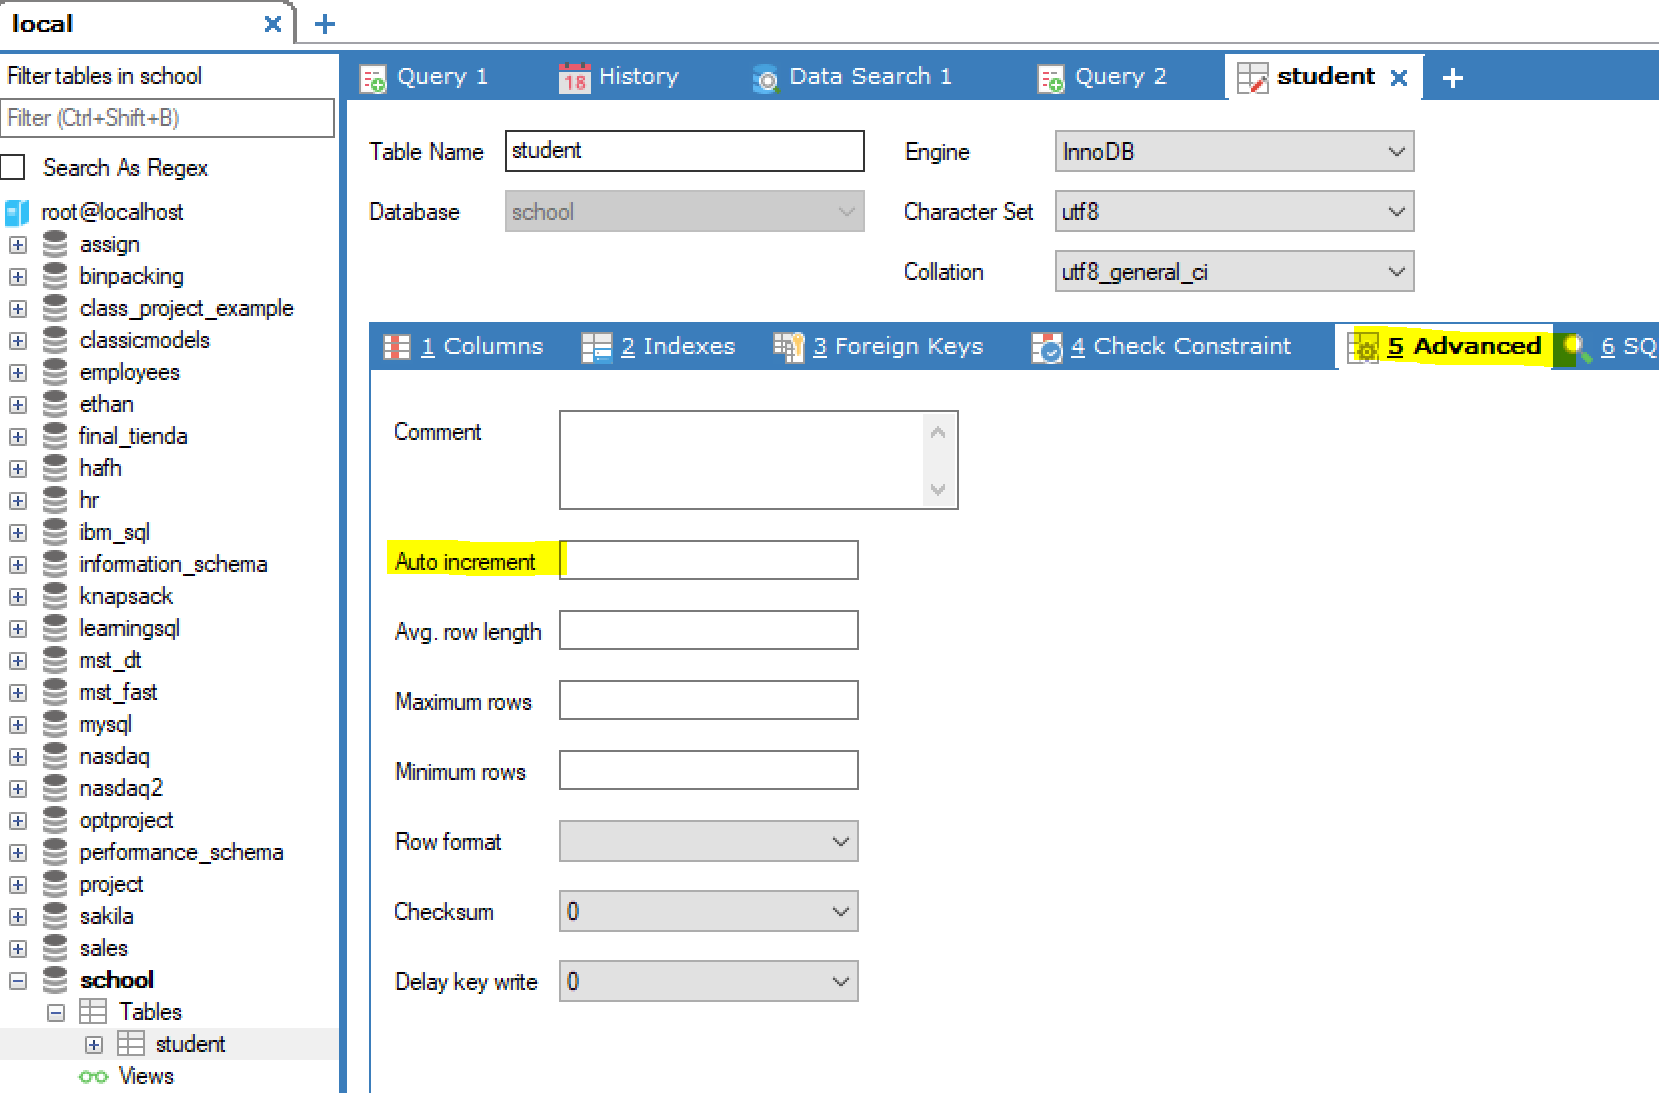 local
Filter tables in school
Filter (Ctrl+Shift+B)
Search As Regex
root@localhost
assign
binpacking
class_project_example
classicmodels
employees
ethan
final_tienda
hafh
hr
ibm_sql
information_schema
knapsack
learningsql
mst_dt
mst_fast
mysql
nasdaq
nasdaq2
optproject
performance_schema
project
sakila
sales
school
Tables
student
Views
Query 1 18 History Data Search 1 Query 2 student
Table Name student Engine InnoDB
Database school Character Set utf8
Collation utf8_general_ci
1 Columns 2 Indexes 3 Foreign Keys 4 Check Constraint 5 Advanced 6 SQ
Comment
Auto increment
Avg. row length
Maximum rows
Minimum rows
Row format
Checksum 0
Delay key write 0